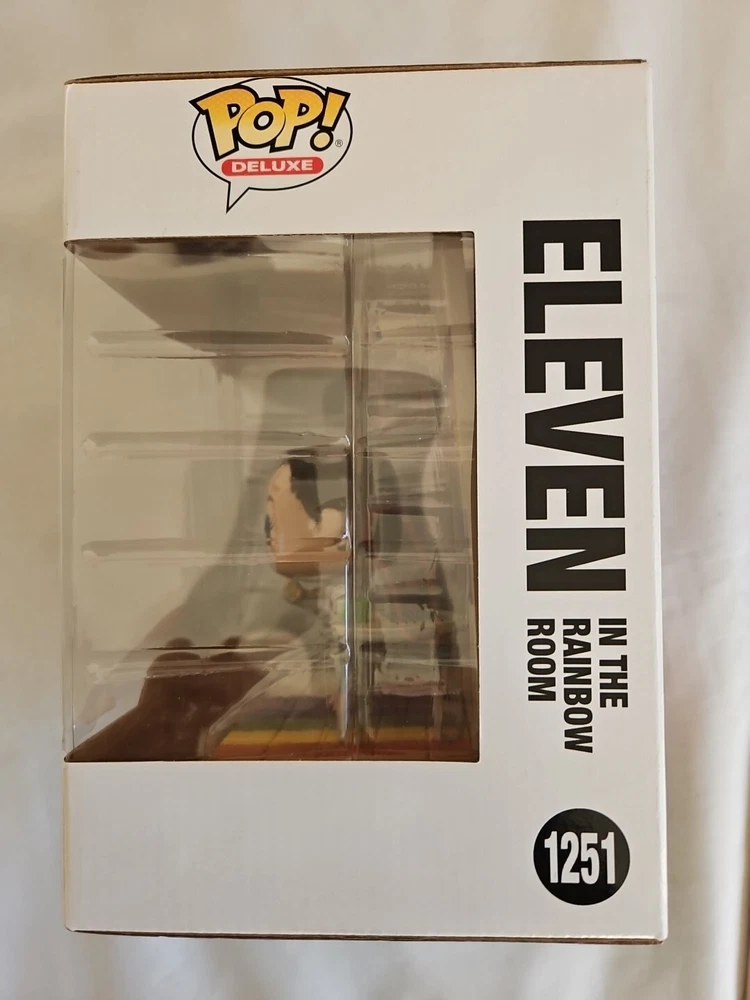 POP!®
DELUXE
ELEVEN
IN THE
RAINBOW
ROOM
1251